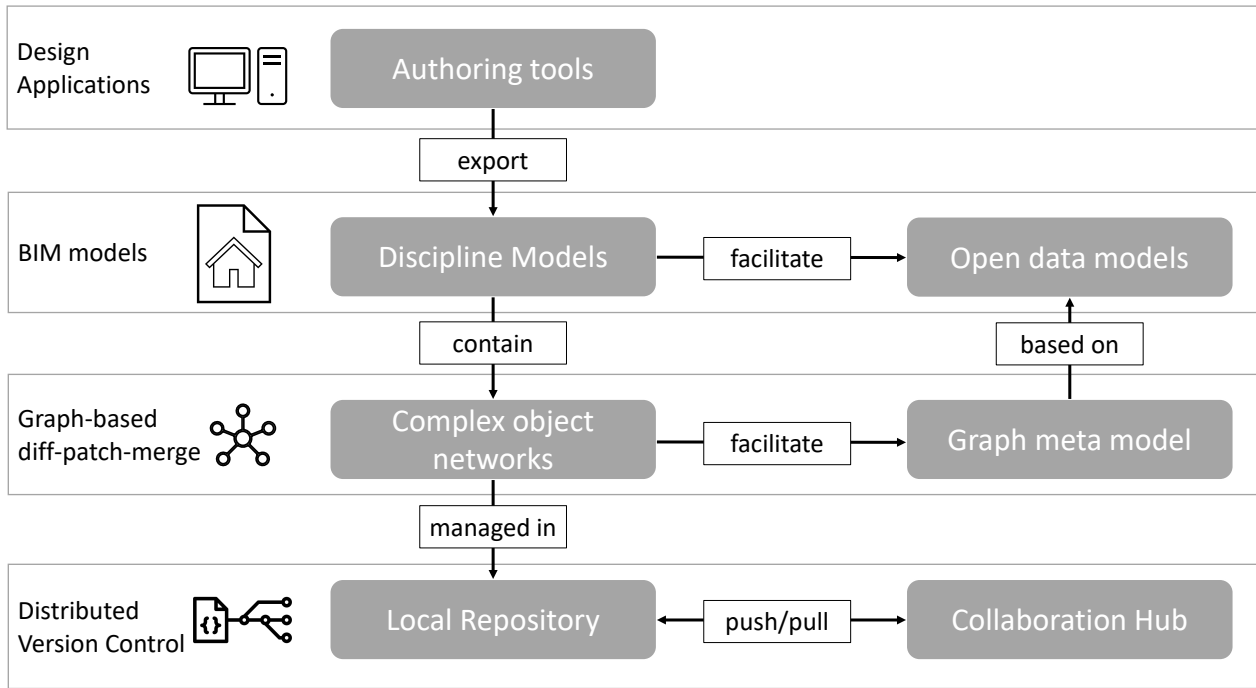 Design
Applications
Authoring tools
export
BIM models
Discipline Models
facilitate
Open data models
contain
based on
Graph-based
diff-patch-merge
Complex object
networks
facilitate
Graph meta model
managed in
Distributed
Version Control
{}
Local Repository
push/pull
Collaboration Hub